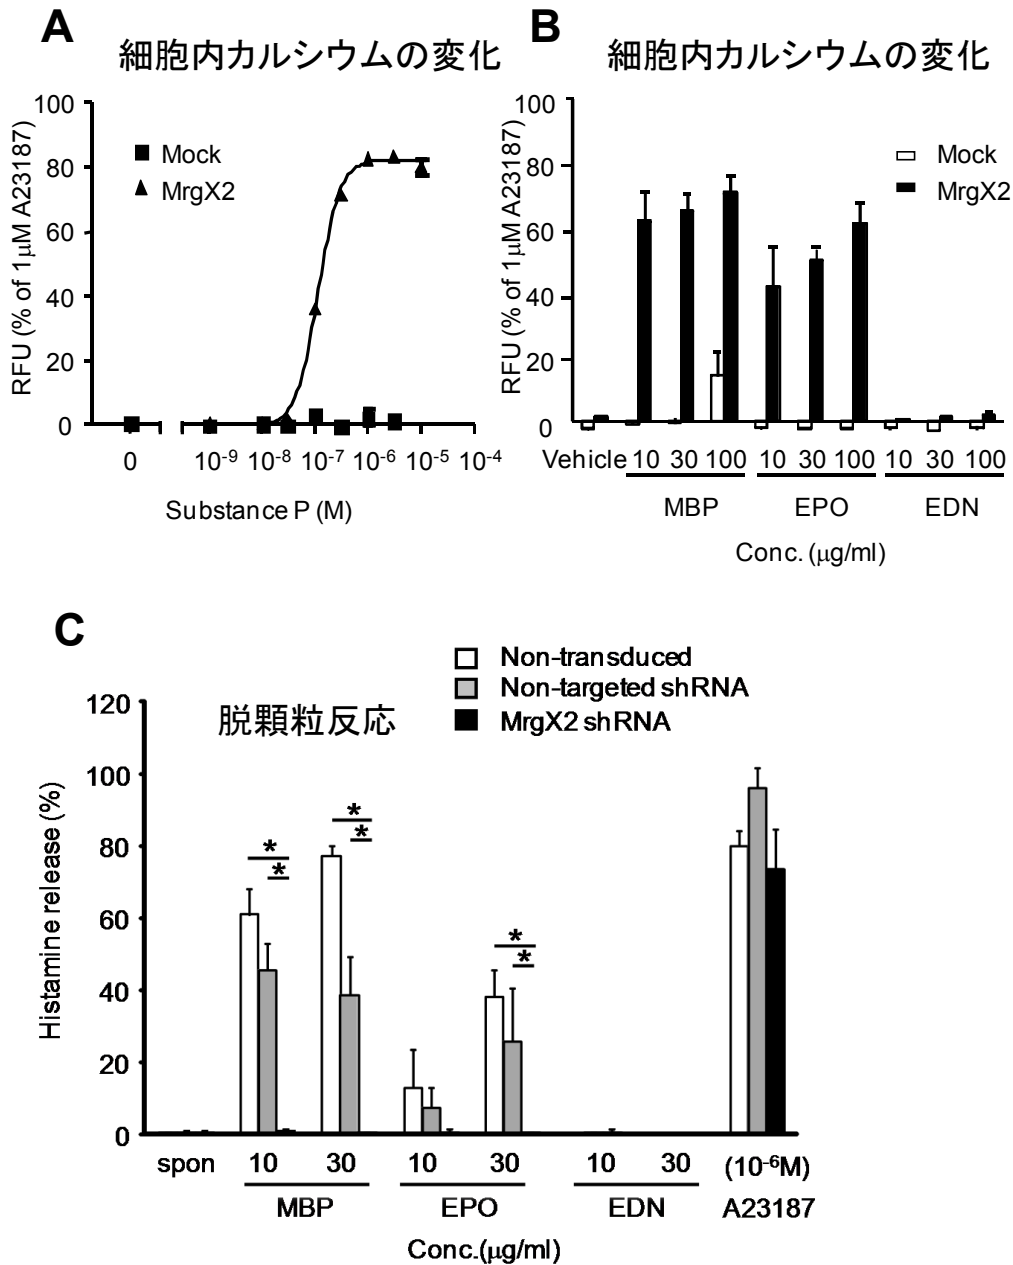 A
細胞内カルシウムの変化
RFU (% of 1μM A23187)
100
80
60
40
20
0
Mock
MrgX2
0 10-9 10-8 10-7 10-6 10-5 10-4
Substance P (M)
B
細胞内カルシウムの変化
RFU (% of 1μM A23187)
100
80
60
40
20
0
Mock
MrgX2
Vehicle 10 30 100 10 30 100 10 30 100
MBP EPO EDN
Conc. (μg/ml)
C
Non-transduced
Non-targeted shRNA
MrgX2 shRNA
脱顆粒反応
Histamine release (%)
120
100
80
60
40
20
0
* * * * * *
spon 10 30 10 30 10 30 (10-6M)
MBP EPO EDN A23187
Conc.(μg/ml)